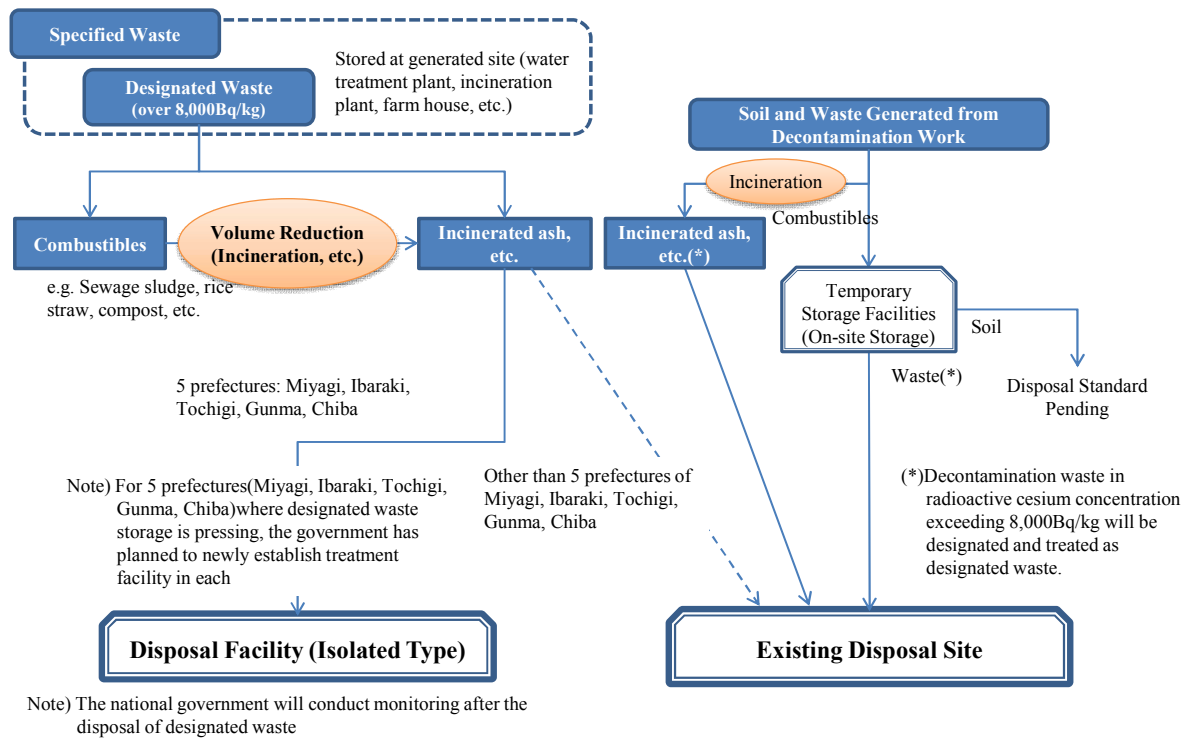 Specified Waste
Stored at generated site (water
treatment plant, incineration
plant, farm house, etc.)
Designated Waste
(over 8,000Bq/kg)
Soil and Waste Generated from
Decontamination Work
Incineration
Combustibles
Combustibles
Volume Reduction
(Incineration, etc.)
Incinerated ash,
etc.
Incinerated ash,
etc.(*)
e.g. Sewage sludge, rice
straw, compost, etc.
Temporary
Storage Facilities
(On-site Storage)
Soil
Waste(*)
Disposal Standard
Pending
5 prefectures: Miyagi, Ibaraki,
Tochigi, Gunma, Chiba
Note) For 5 prefectures(Miyagi, Ibaraki, Tochigi,
Gunma, Chiba)where designated waste
storage is pressing, the government has
planned to newly establish treatment
facility in each
Other than 5 prefectures of
Miyagi, Ibaraki, Tochigi,
Gunma, Chiba
(*)Decontamination waste in
radioactive cesium concentration
exceeding 8,000Bq/kg will be
designated and treated as
designated waste.
Disposal Facility (Isolated Type)
Existing Disposal Site
Note) The national government will conduct monitoring after the
disposal of designated waste